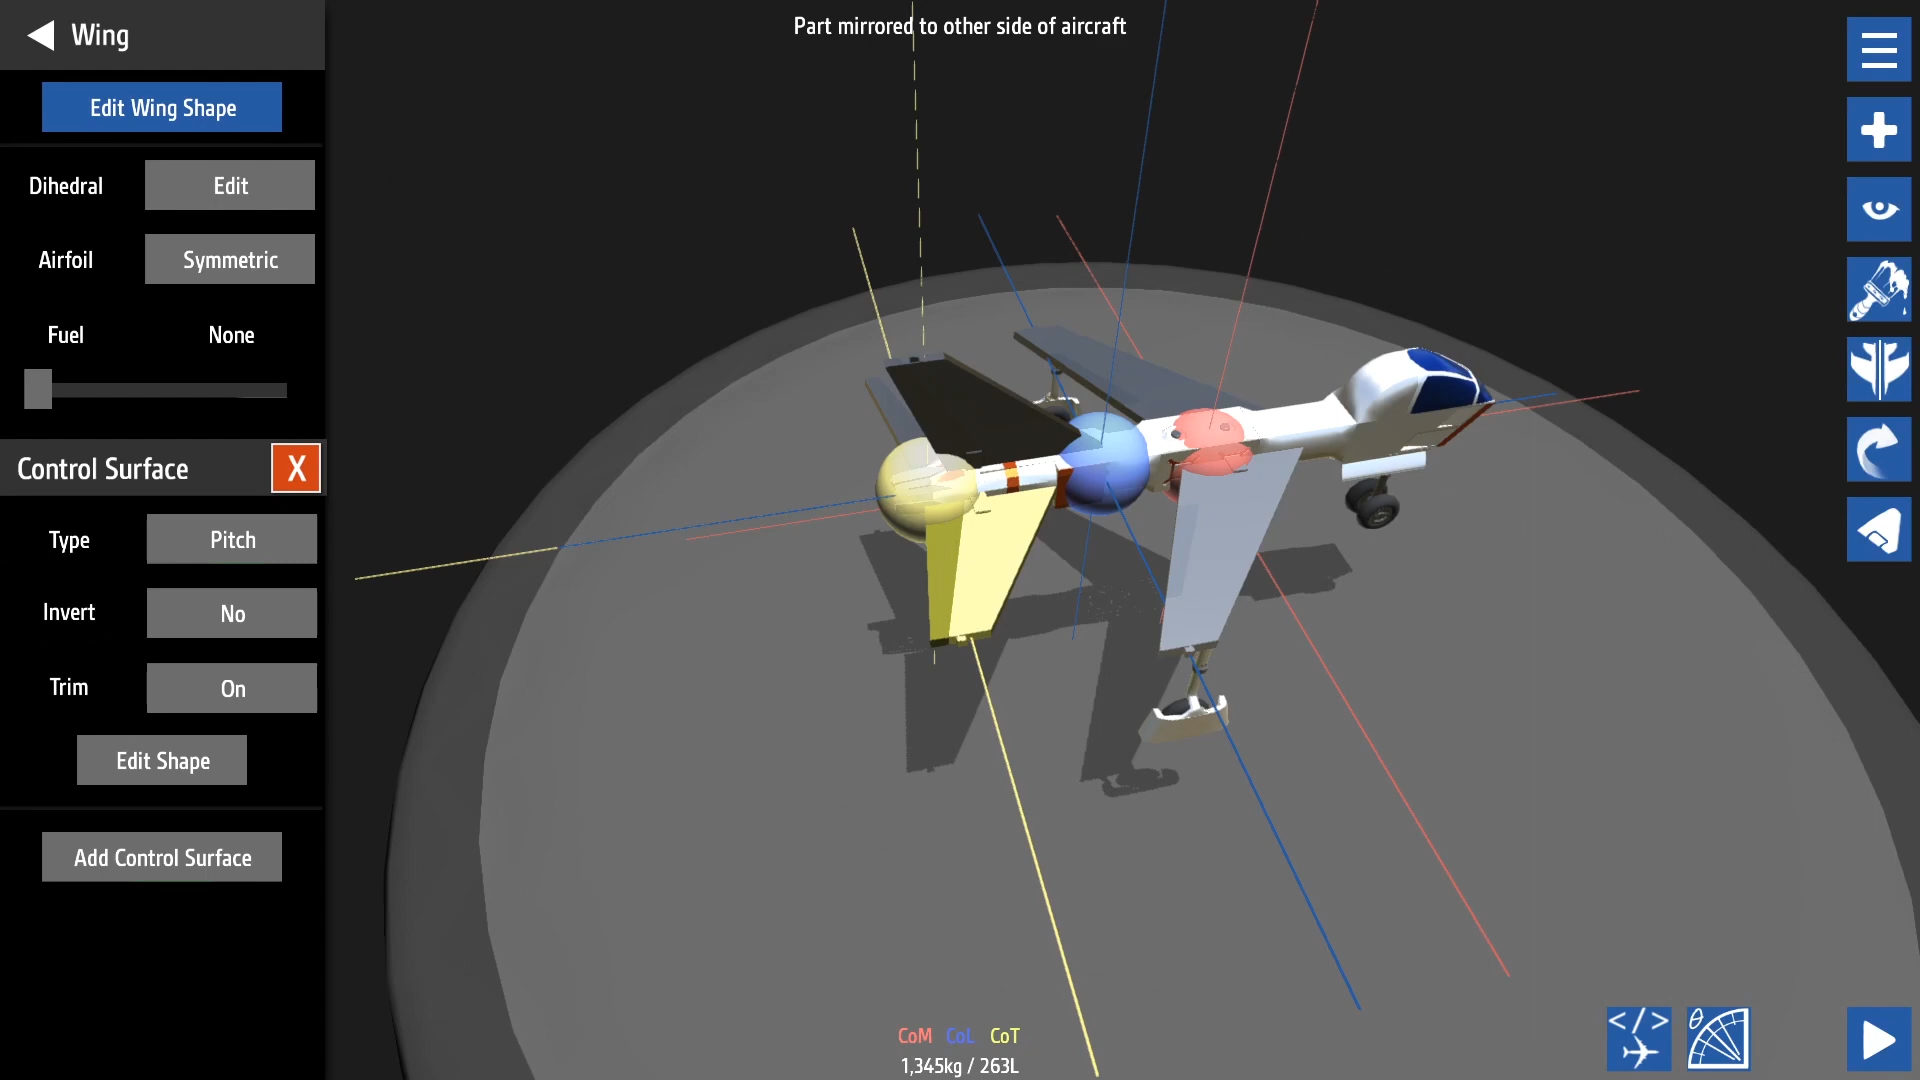 Wing
Part mirrored to other side of aircraft
Edit Wing Shape
Dihedral
Edit
Airfoil
Symmetric
Fuel
None
Control Surface
X
Type
Pitch
Invert
No
Trim
On
Edit Shape
Add Control Surface
CoM CoL CoT
1,345kg / 263L
</> θ